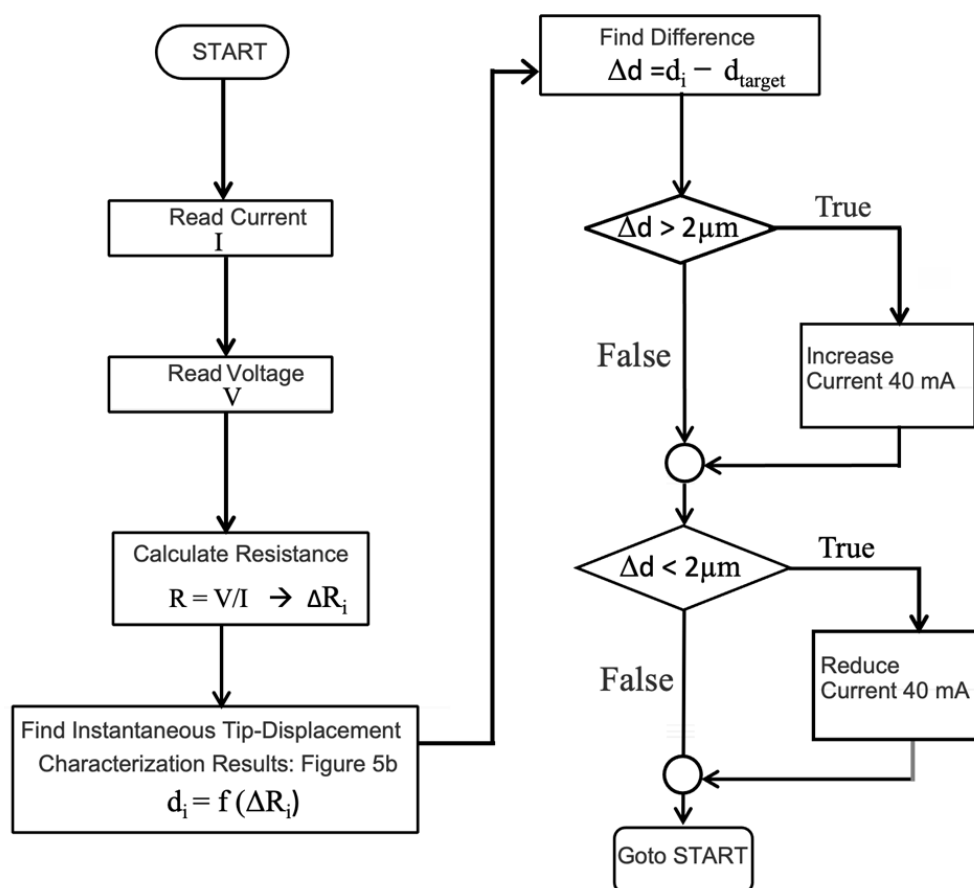 START
Read Current
I
Read Voltage
V
Calculate Resistance
R = V/I → ΔRᵢ
Find Instantaneous Tip-Displacement
Characterization Results: Figure 5b
dᵢ = f (ΔRᵢ)
Find Difference
Δd =dᵢ − d_target
Δd > 2μm
True
False
Increase
Current 40 mA
Δd < 2μm
True
False
Reduce
Current 40 mA
Goto START